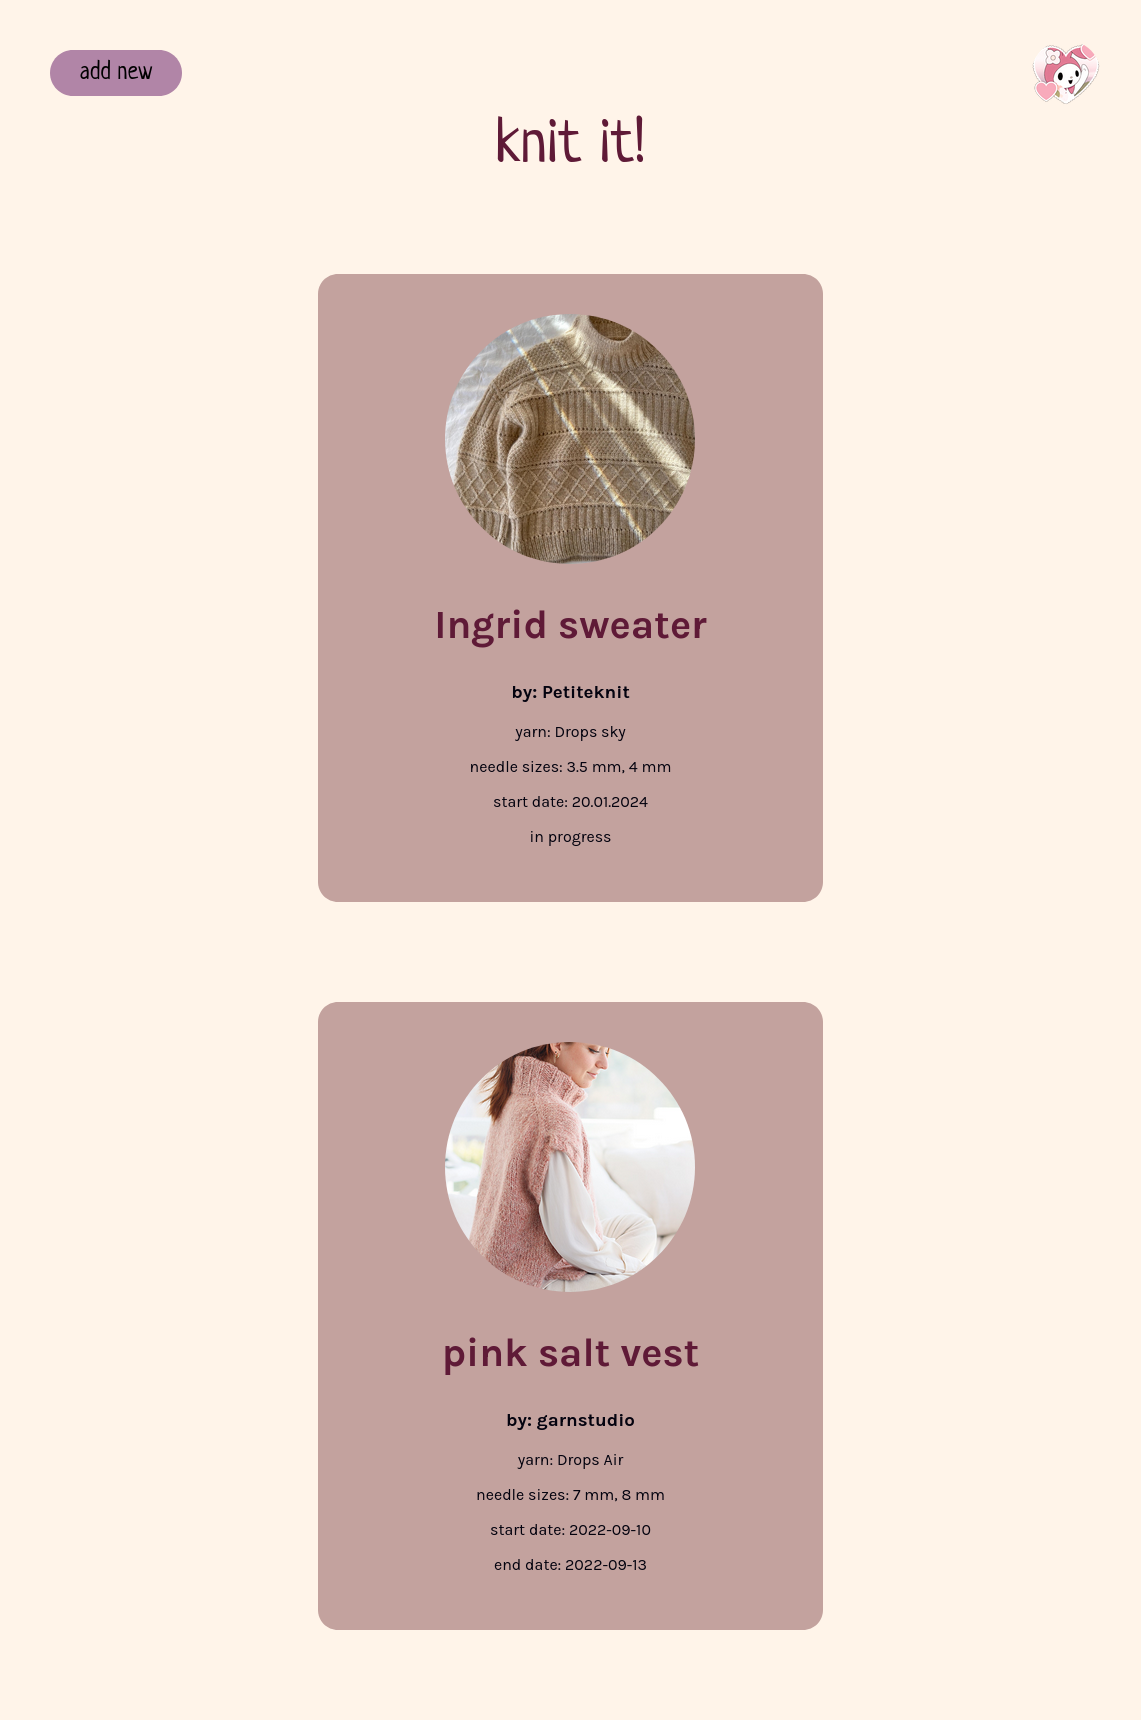 add new
knit it!
Ingrid sweater
by: Petiteknit
yarn: Drops sky
needle sizes: 3.5 mm, 4 mm
start date: 20.01.2024
in progress
pink salt vest
by: garnstudio
yarn: Drops Air
needle sizes: 7 mm, 8 mm
start date: 2022-09-10
end date: 2022-09-13